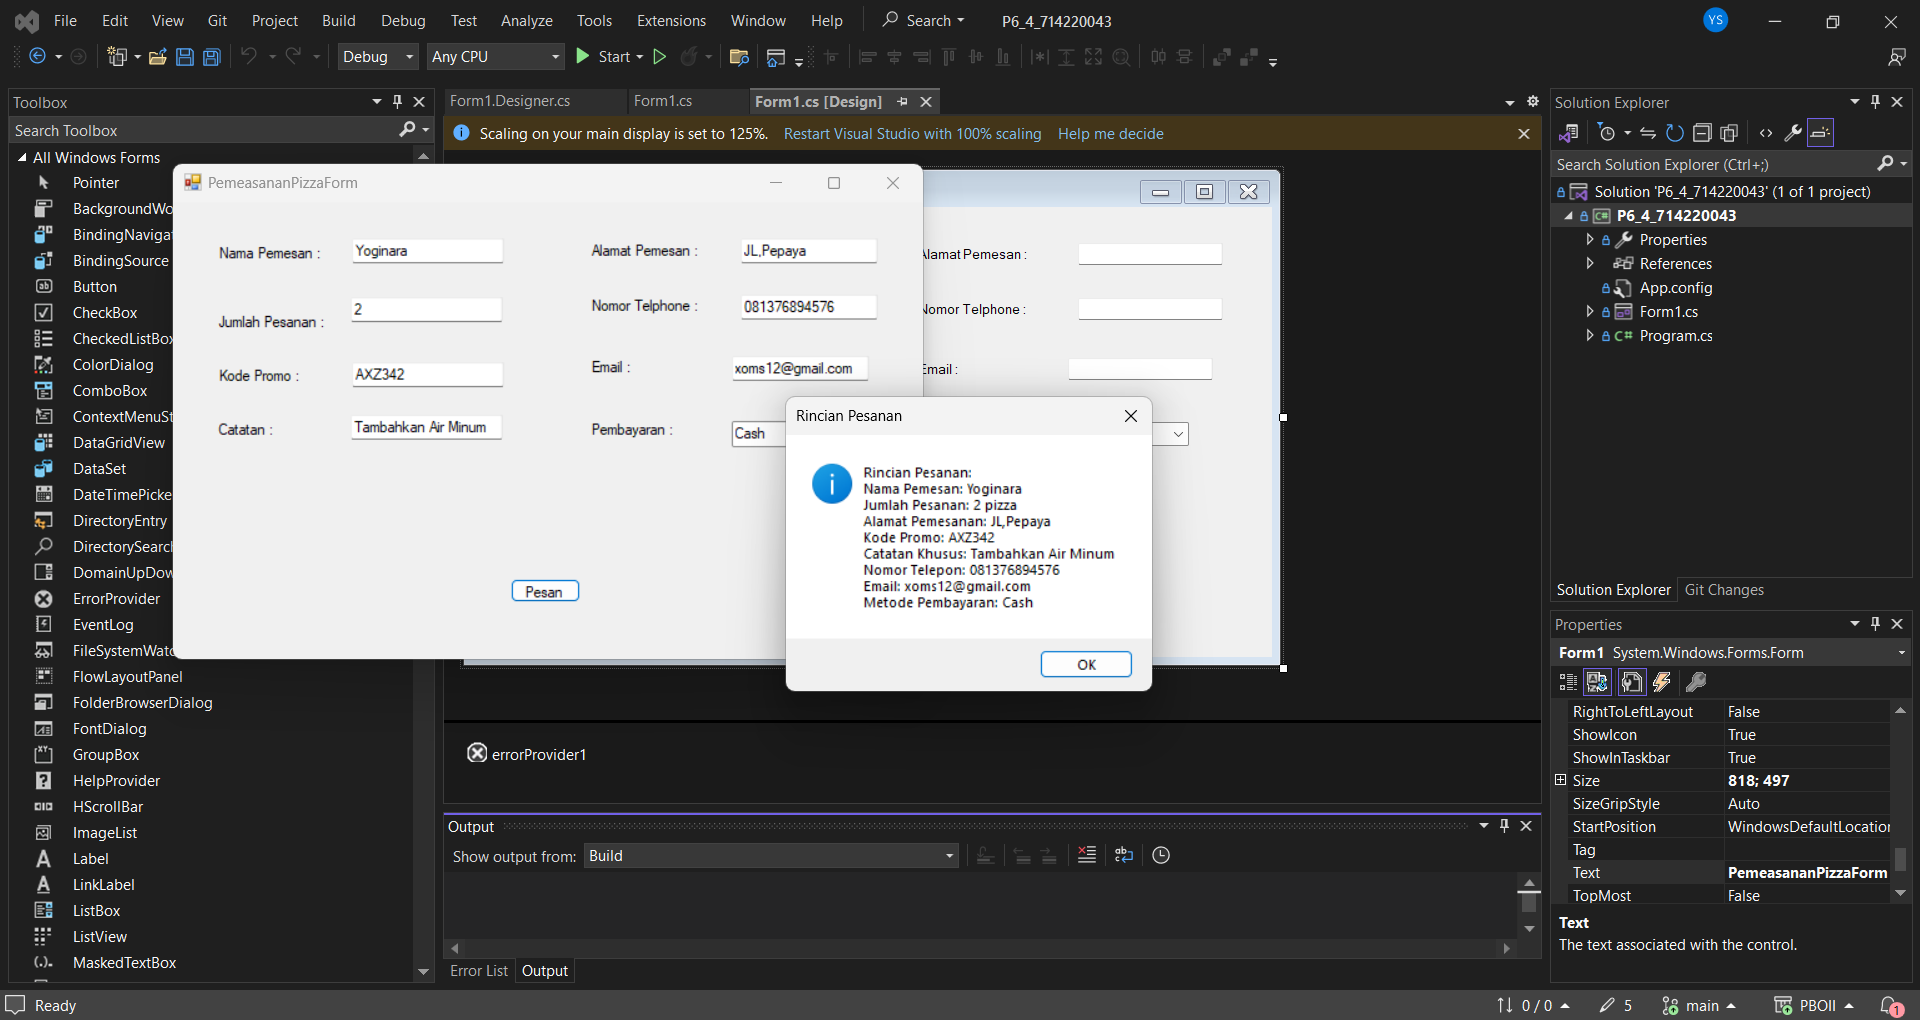 File Edit View Git Project Build Debug Test Analyze Tools Extensions Window Help Search P6_4_714220043 YS
Debug Any CPU Start
Toolbox
Search Toolbox
All Windows Forms
Pointer
BackgroundWo
BindingNavigat
BindingSource
Button
CheckBox
CheckedListBox
ColorDialog
ComboBox
ContextMenuSt
DataGridView
DataSet
DateTimePicke
DirectoryEntry
DirectorySearch
DomainUpDow
ErrorProvider
EventLog
FileSystemWatc
FlowLayoutPanel
FolderBrowserDialog
FontDialog
GroupBox
HelpProvider
HScrollBar
ImageList
Label
LinkLabel
ListBox
ListView
MaskedTextBox
Form1.Designer.cs Form1.cs Form1.cs [Design]
Scaling on your main display is set to 125%. Restart Visual Studio with 100% scaling Help me decide
PemeasananPizzaForm
Nama Pemesan : Yoginara
Jumlah Pesanan : 2
Kode Promo : AXZ342
Catatan : Tambahkan Air Minum
Alamat Pemesan : JL,Pepaya
Nomor Telphone : 081376894576
Email : xoms12@gmail.com
Pembayaran : Cash
Pesan
Alamat Pemesan :
Nomor Telphone :
Email :
Rincian Pesanan
Rincian Pesanan:
Nama Pemesan: Yoginara
Jumlah Pesanan: 2 pizza
Alamat Pemesanan: JL,Pepaya
Kode Promo: AXZ342
Catatan Khusus: Tambahkan Air Minum
Nomor Telepon: 081376894576
Email: xoms12@gmail.com
Metode Pembayaran: Cash
OK
errorProvider1
Output
Show output from: Build
Error List Output
Solution Explorer
Search Solution Explorer (Ctrl+;)
Solution 'P6_4_714220043' (1 of 1 project)
C# P6_4_714220043
Properties
References
App.config
Form1.cs
C# Program.cs
Solution Explorer Git Changes
Properties
Form1 System.Windows.Forms.Form
RightToLeftLayout False
ShowIcon True
ShowInTaskbar True
Size 818; 497
SizeGripStyle Auto
StartPosition WindowsDefaultLocation
Tag
Text PemeasananPizzaForm
TopMost False
Text
The text associated with the control.
Ready 0 / 0 5 main PBOII 1